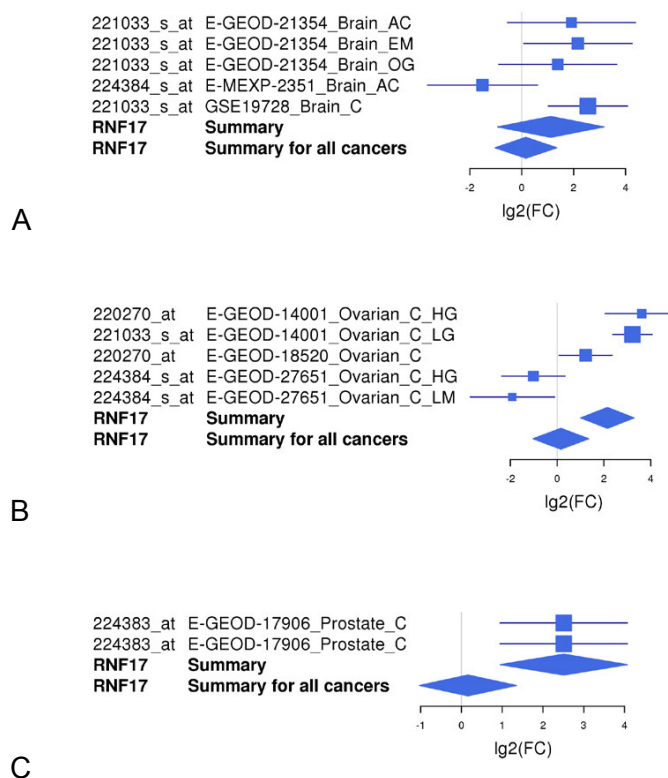 221033_s_at E-GEOD-21354_Brain_AC
221033_s_at E-GEOD-21354_Brain_EM
221033_s_at E-GEOD-21354_Brain_OG
224384_s_at E-MEXP-2351_Brain_AC
221033_s_at GSE19728_Brain_C
RNF17 Summary
RNF17 Summary for all cancers
-2 0 2 4
lg2(FC)
A
220270_at E-GEOD-14001_Ovarian_C_HG
221033_s_at E-GEOD-14001_Ovarian_C_LG
220270_at E-GEOD-18520_Ovarian_C
224384_s_at E-GEOD-27651_Ovarian_C_HG
224384_s_at E-GEOD-27651_Ovarian_C_LM
RNF17 Summary
RNF17 Summary for all cancers
-2 0 2 4
lg2(FC)
B
224383_at E-GEOD-17906_Prostate_C
224383_at E-GEOD-17906_Prostate_C
RNF17 Summary
RNF17 Summary for all cancers
-1 0 1 2 3 4
lg2(FC)
C